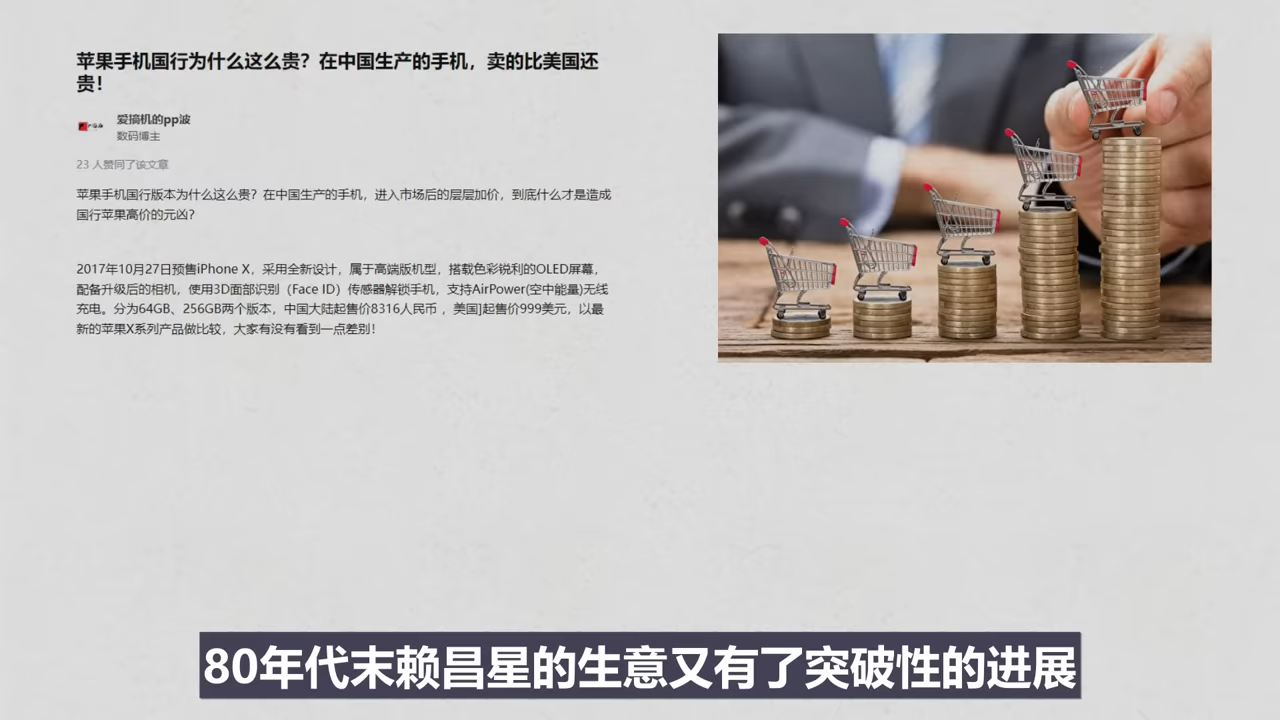 苹果手机国行为什么这么贵？在中国生产的手机，卖的比美国还
贵！
爱搞机的pp波
数码博主
23 人赞同了该文章
苹果手机国行版本为什么这么贵？在中国生产的手机，进入市场后的层层加价，到底什么才是造成
国行苹果高价的元凶？
2017年10月27日预售iPhone X，采用全新设计，属于高端版机型，搭载色彩锐利的OLED屏幕，
配备升级后的相机，使用3D面部识别（Face ID）传感器解锁手机，支持AirPower(空中能量)无线
充电。分为64GB、256GB两个版本，中国大陆起售价8316人民币 ，美国]起售价999美元，以最
新的苹果X系列产品做比较，大家有没有看到一点差别！
80年代末赖昌星的生意又有了突破性的进展